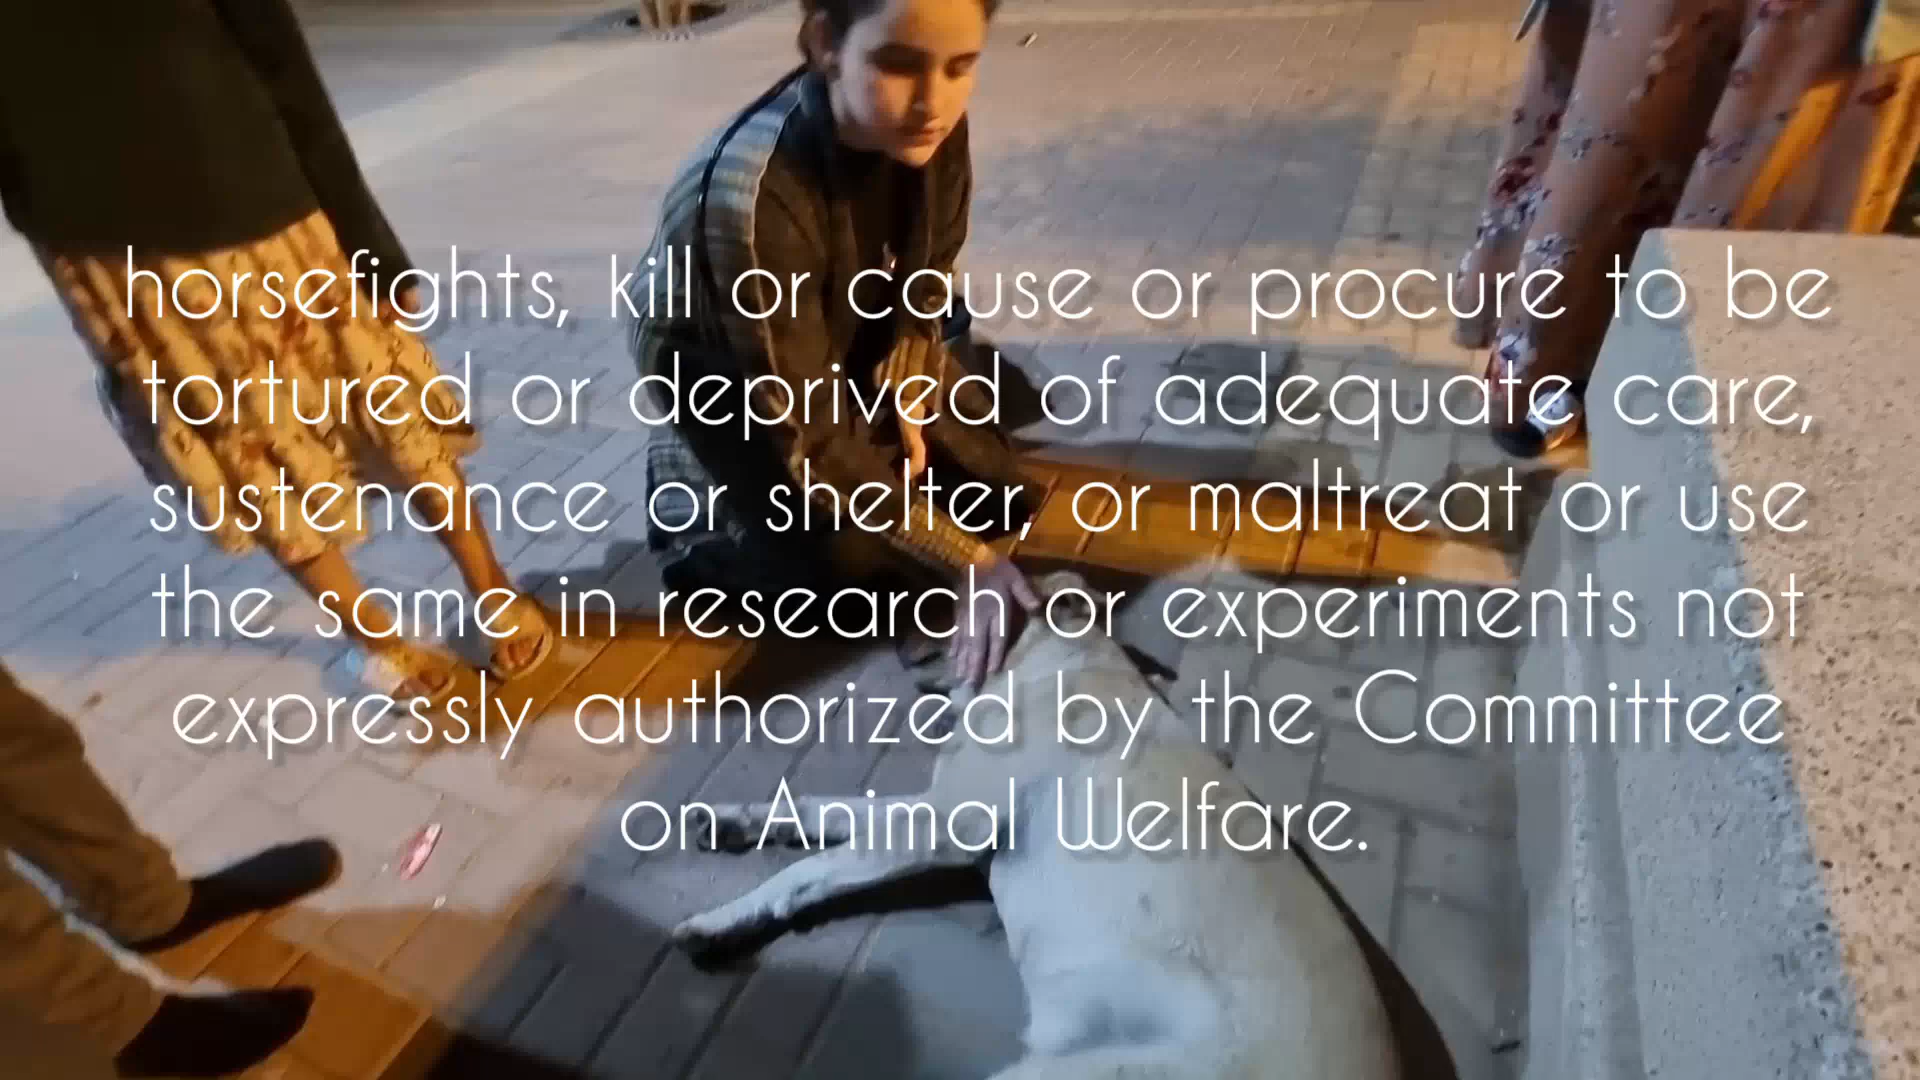 horsefights, kill or cause or procure to be
tortured or deprived of adequate care,
sustenance or shelter, or maltreat or use
the same in research or experiments not
expressly authorized by the Committee
on Animal Welfare.